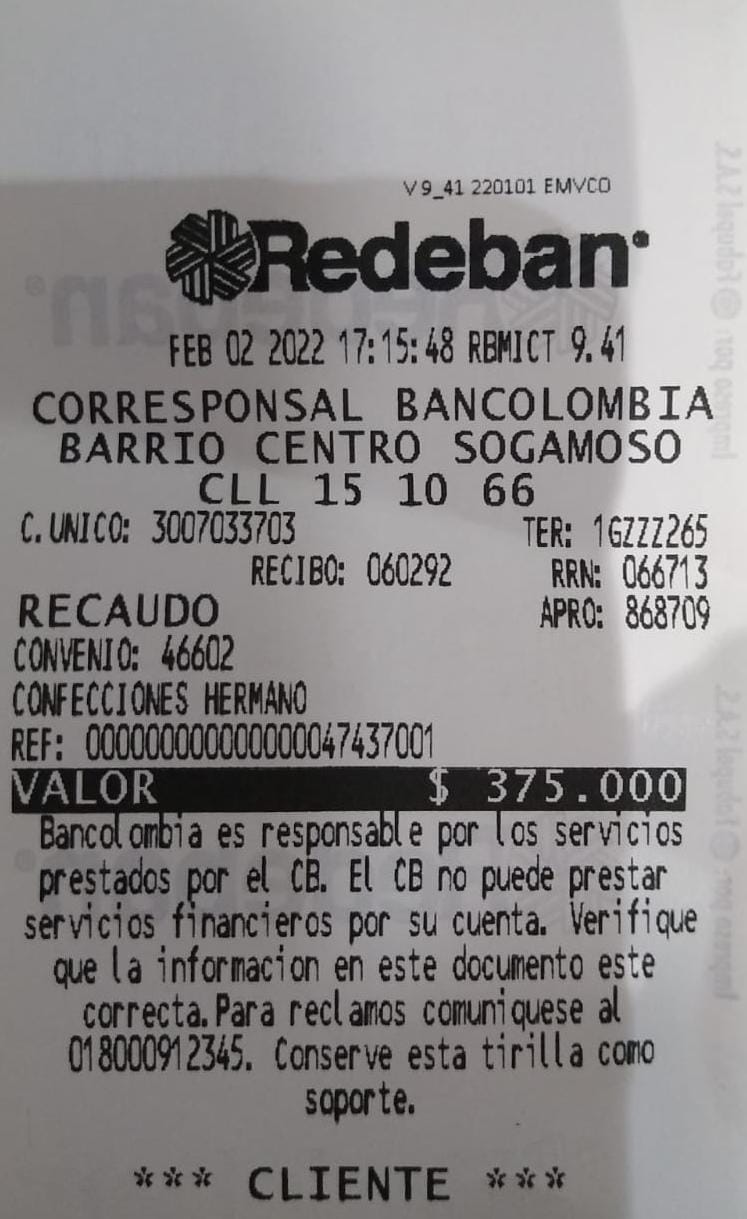 V9_41 220101 EMVCO
Redeban
FEB 02 2022 17:15:48 RBMICT 9.41
CORRESPONSAL BANCOLOMBIA
BARRIO CENTRO SOGAMOSO
CLL 15 10 66
C.UNICO: 3007033703 TER: 1GZZZ265
RECIBO: 060292 RRN: 066713
RECAUDO APRO: 868709
CONVENIO: 46602
CONFECCIONES HERMANO
REF: 000000000000000047437001
VALOR $ 375.000
Bancolombia es responsable por los servicios
prestados por el CB. El CB no puede prestar
servicios financieros por su cuenta. Verifique
que la informacion en este documento este
correcta.Para reclamos comuniquese al
018000912345. Conserve esta tirilla como
soporte.
*** CLIENTE ***